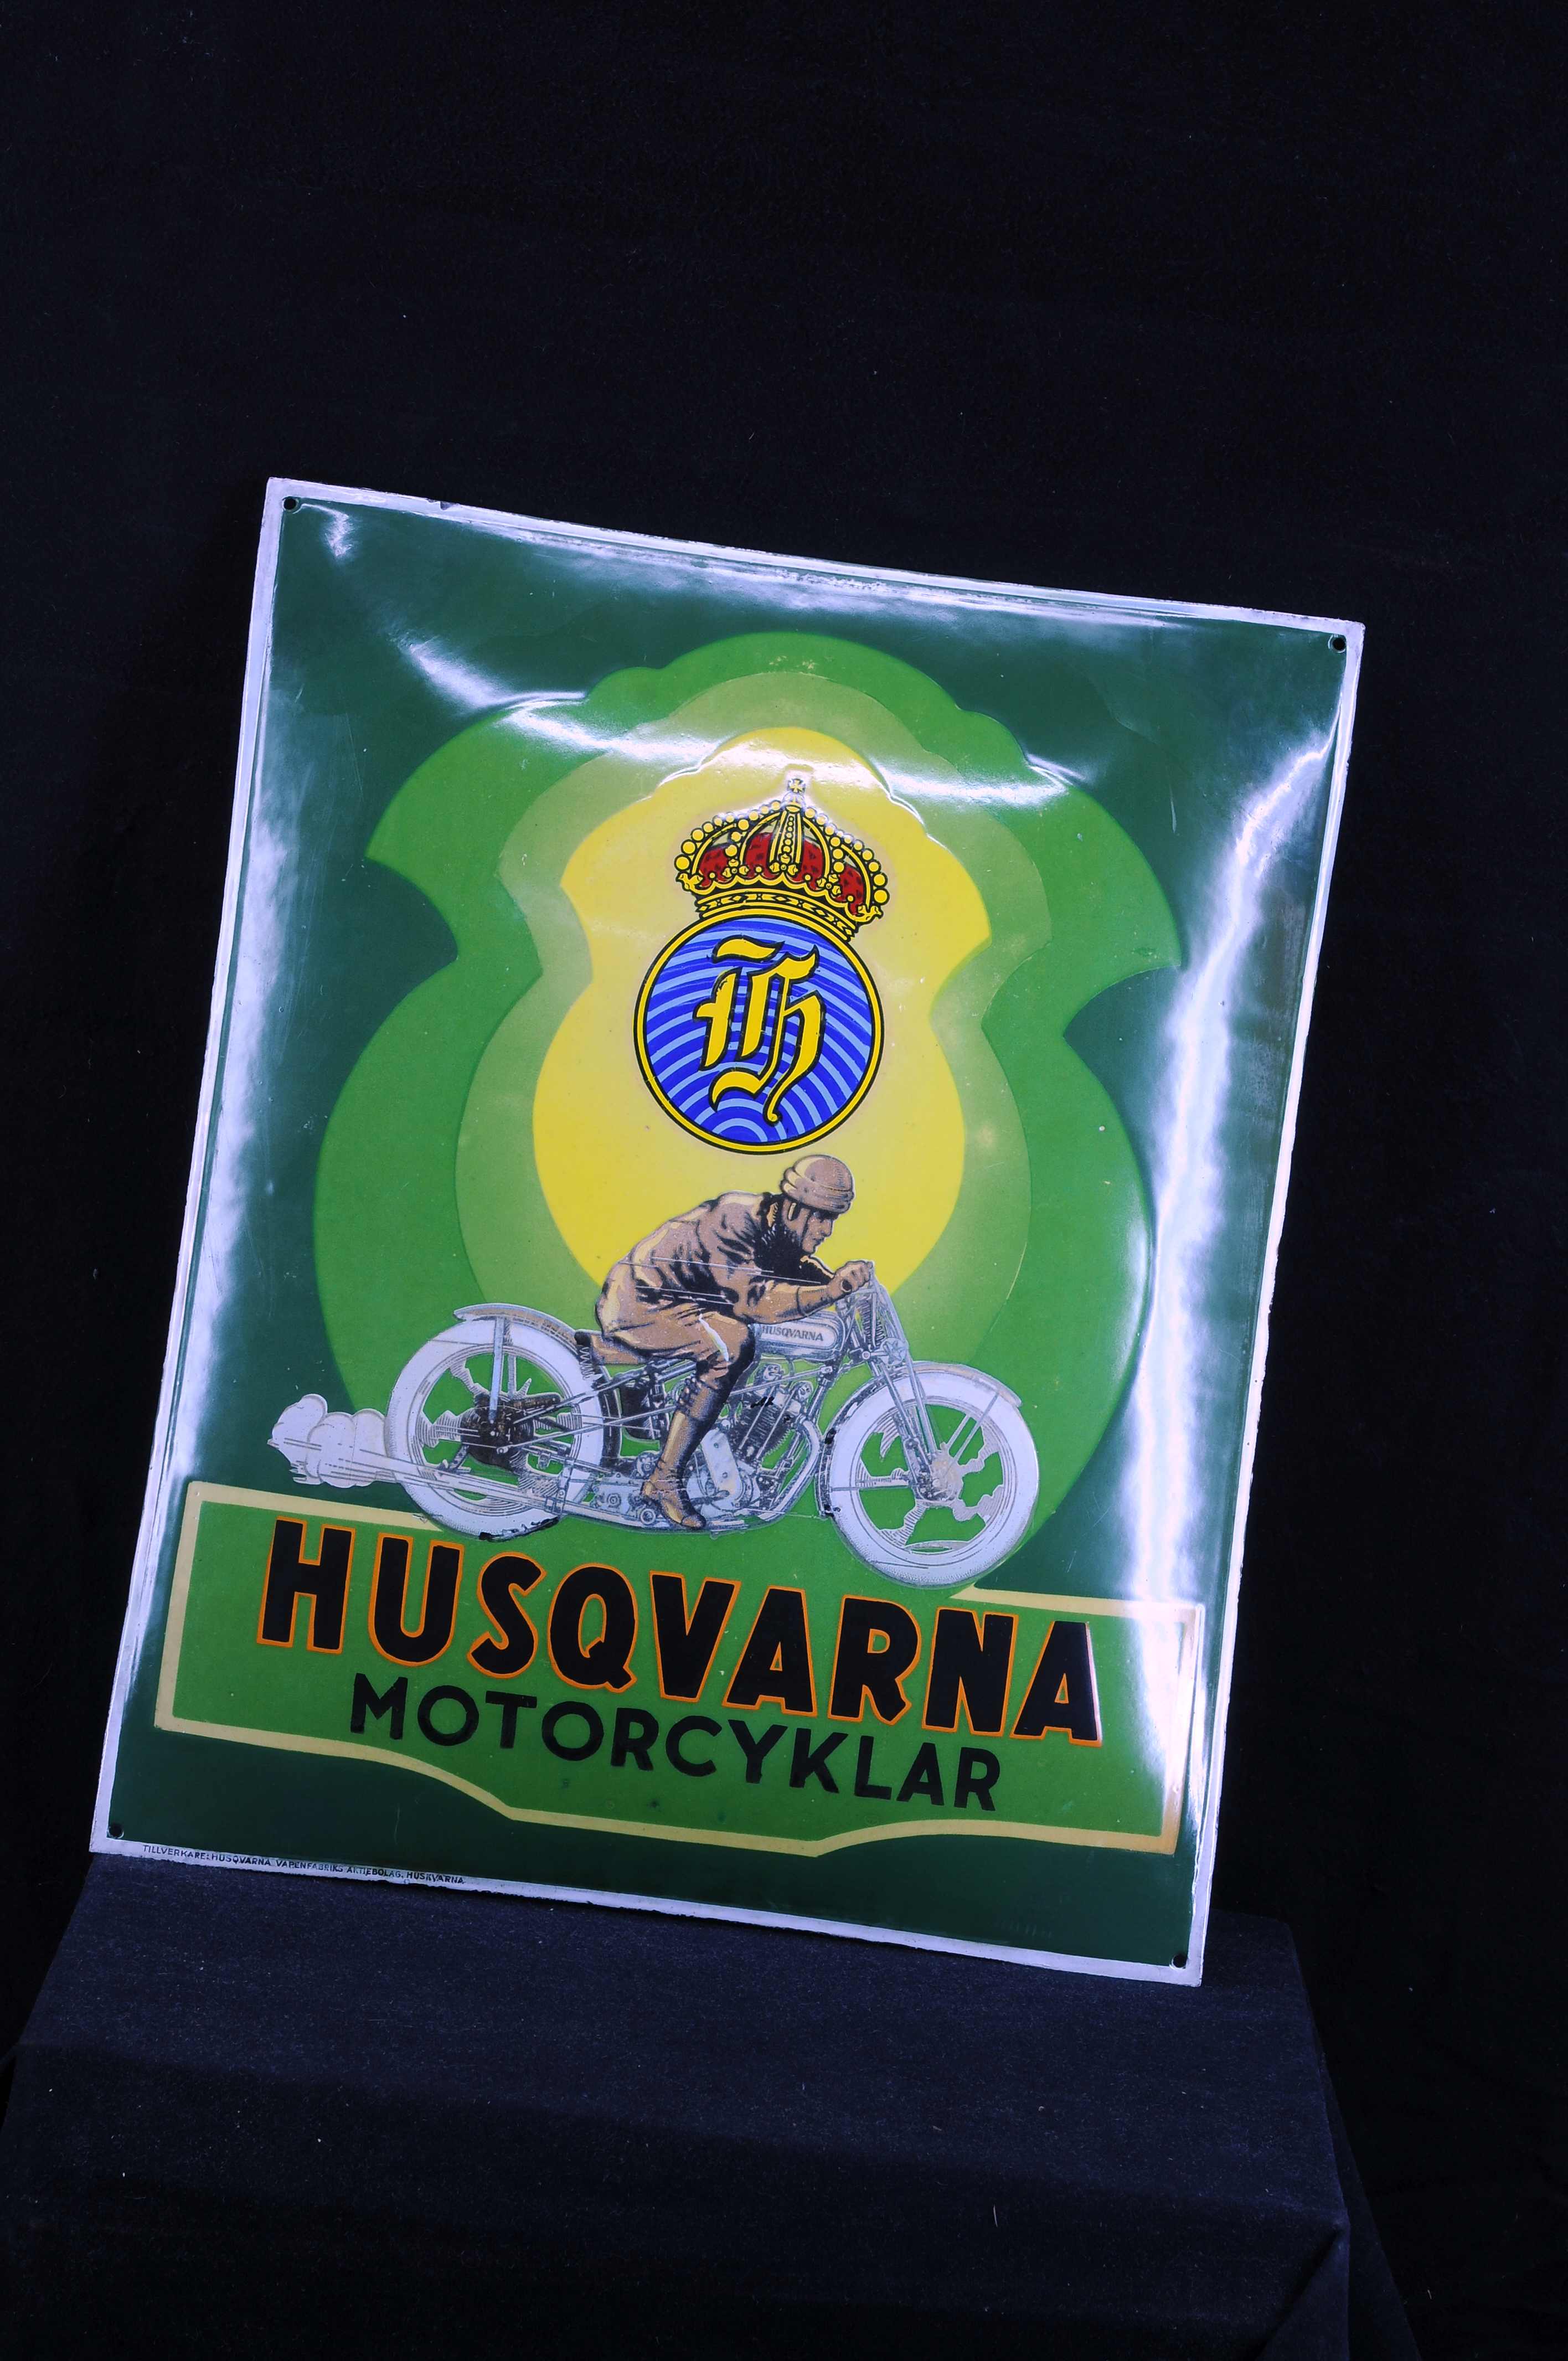 H
HUSQVARNA
HUSQVARNA
MOTORCYKLAR
TILLVERKARE: HUSQVARNA VAPENFABRIKS AKTIEBOLAG. HUSKVARNA